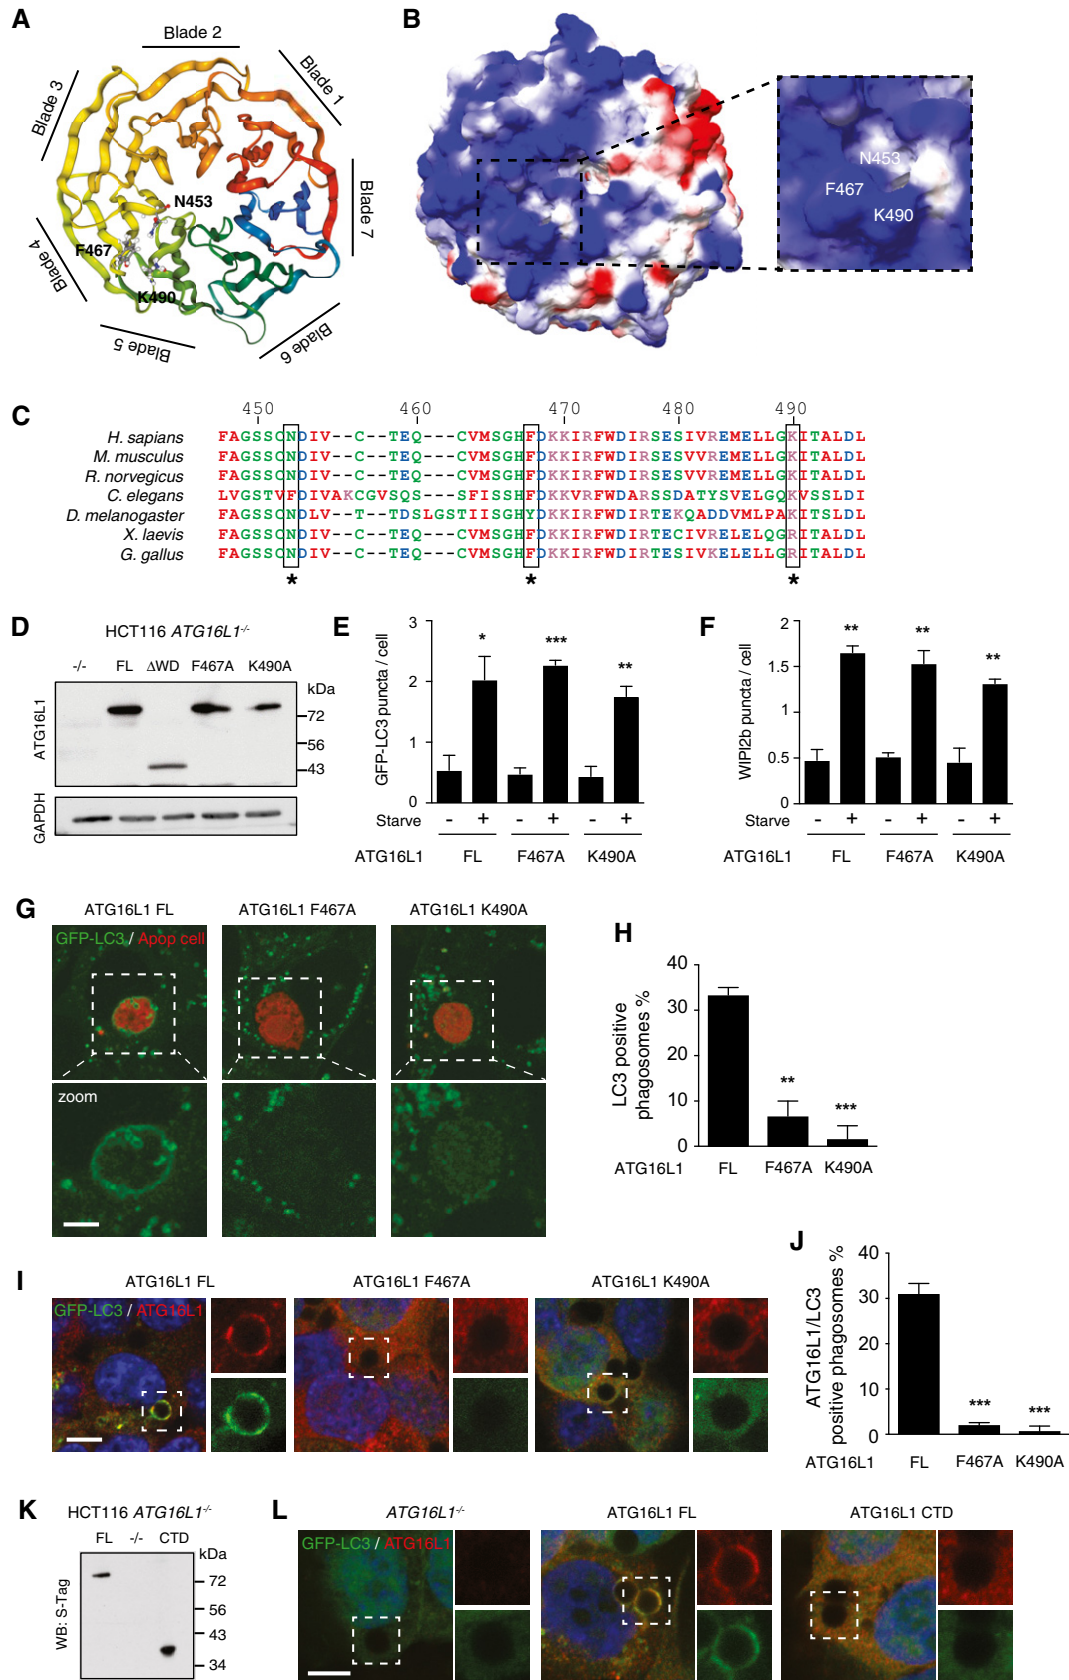 A
Blade 1
Blade 2
Blade 3
Blade 4
Blade 5
Blade 6
Blade 7
N453
F467
K490
B
N453
F467
K490
C
450 460 470 480 490
H. sapians FAGSSCNDIV--C--TEQ---CVMSGHFDKKIRFWDIRSESIVREMELLGKITALDL
M. musculus FAGSSCNDIV--C--TEQ---CVMSGHFDKKIRFWDIRSESVVREMELLGKITALDL
R. norvegicus FAGSSCNDIV--C--TEQ---CVMSGHFDKKIRFWDIRSESVVREMELLGKITALDL
C. elegans LVGSTVFDIVAKCGVSQS---SFISSHFDKKVRFWDARSSDATYSVELGQKVSSLDI
D. melanogaster FAGSSCNDLV--T--TDSLGSTIISGHYDKKIRFWDIRTEKQADDVMLPAKITSLDL
X. laevis FAGSSCNDIV--C--TEQ---CVMSGHFDKKIRFWDIRTECIVKELELQGRITALDL
G. gallus FAGSSCNDIV--C--TEQ---CVMSGHFDKKIRFWDIRTESIVRELELLGRITALDL
* * *
D
HCT116 ATG16L1-/-
-/- FL ΔWD F467A K490A
kDa
72
56
43
ATG16L1
GAPDH
E
GFP-LC3 puncta / cell
3
2
1
0
* *** **
Starve - + - + - +
ATG16L1 FL F467A K490A
F
WIPI2b puncta / cell
2
1.5
1
0.5
0
** ** **
Starve - + - + - +
ATG16L1 FL F467A K490A
G
ATG16L1 FL ATG16L1 F467A ATG16L1 K490A
GFP-LC3 / Apop cell
zoom
H
LC3 positive
phagosomes %
40
30
20
10
0
** ***
ATG16L1 FL F467A K490A
I
ATG16L1 FL ATG16L1 F467A ATG16L1 K490A
GFP-LC3 / ATG16L1
J
ATG16L1/LC3
positive phagosomes %
40
30
20
10
0
*** ***
ATG16L1 FL F467A K490A
K
HCT116 ATG16L1-/-
FL -/- CTD
kDa
72
56
43
34
WB: S-Tag
L
ATG16L1-/- ATG16L1 FL ATG16L1 CTD
GFP-LC3 / ATG16L1